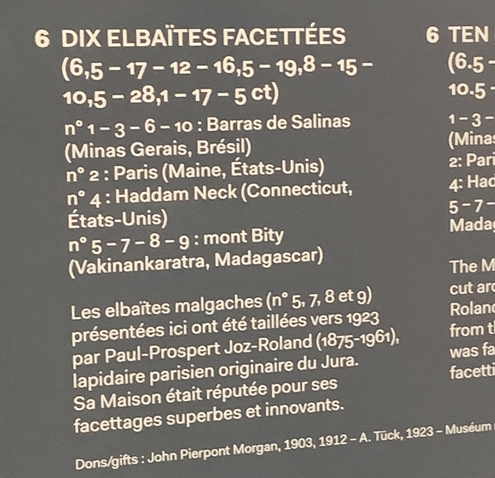 6 DIX ELBAÏTES FACETTÉES
(6,5 – 17 – 12 – 16,5 – 19,8 – 15 –
10,5 – 28,1 – 17 – 5 ct)
n° 1 – 3 – 6 – 10 : Barras de Salinas
(Minas Gerais, Brésil)
n° 2 : Paris (Maine, États-Unis)
n° 4 : Haddam Neck (Connecticut,
États-Unis)
n° 5 – 7 – 8 – 9 : mont Bity
(Vakinankaratra, Madagascar)
Les elbaïtes malgaches (n° 5, 7, 8 et 9)
présentées ici ont été taillées vers 1923
par Paul-Prospert Joz-Roland (1875-1961),
lapidaire parisien originaire du Jura.
Sa Maison était réputée pour ses
facettages superbes et innovants.
Dons/gifts : John Pierpont Morgan, 1903, 1912 – A. Tück, 1923 – Muséum
6 TEN
(6.5 -
10.5 -
1 – 3 –
(Minas
2: Pari
4: Had
5 – 7 –
Madag
The M
cut aro
Roland
from t
was fa
facetti